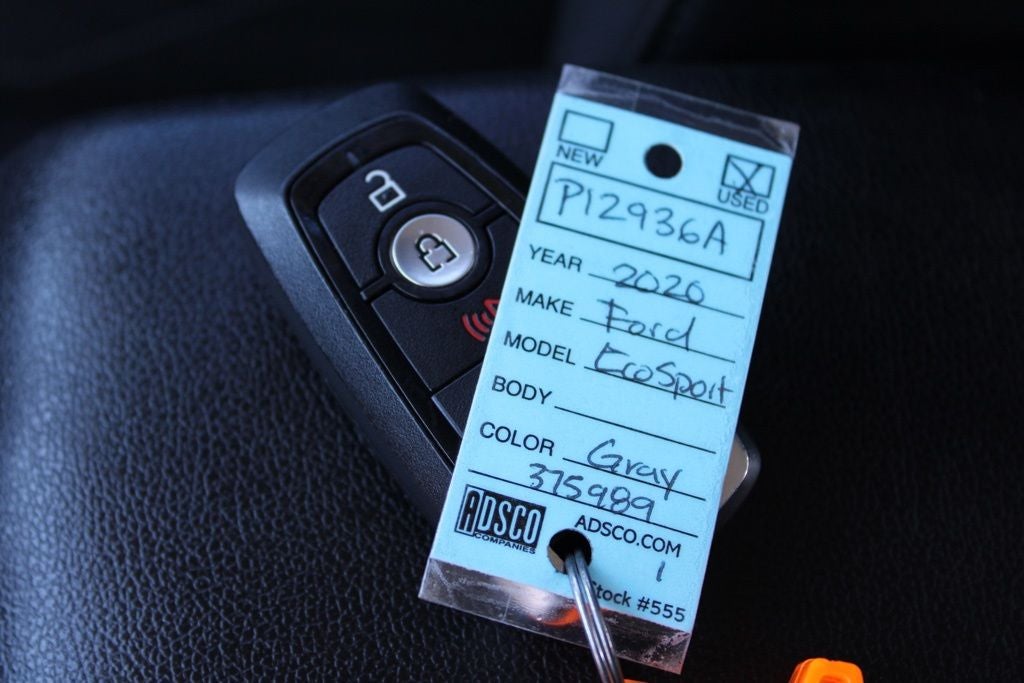 NEW
X
USED
P12936A
YEAR 2020
MAKE Ford
MODEL EcoSport
BODY
COLOR Gray
375989
ADSCO COMPANIES
ADSCO.COM
1
Stock #555